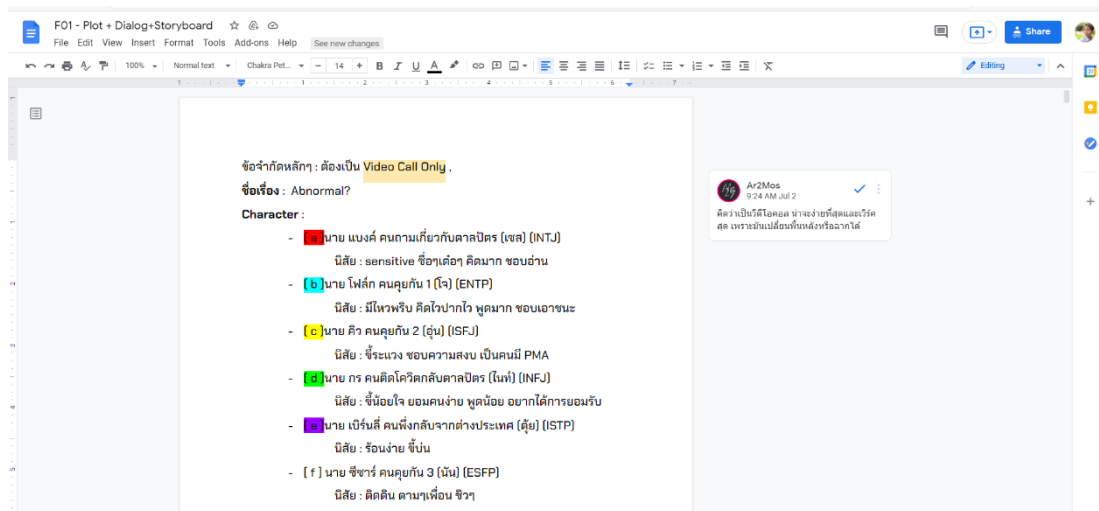 F01 - Plot + Dialog+Storyboard
File Edit View Insert Format Tools Add-ons Help See new changes
Share
100% Normal text Chakra Pet... - 14 + B I U A
Editing
1 1 2 3 4 5 6 7
ข้อจำกัดหลักๆ : ต้องเป็น Video Call Only ,
ชื่อเรื่อง : Abnormal?
Character :
- [ a ]นาย แบงค์ คนถามเกี่ยวกับตาลปัตร (เชส) (INTJ)
นิสัย : sensitive ซื่อๆเด๋อๆ คิดมาก ชอบอ่าน
- [ b ]นาย โฟล์ก คนคุยกัน 1 (โจ) (ENTP)
นิสัย : มีไหวพริบ คิดไวปากไว พูดมาก ชอบเอาชนะ
- [ c ]นาย คิว คนคุยกัน 2 (อุ่น) (ISFJ)
นิสัย : ขี้ระแวง ชอบความสงบ เป็นคนมี PMA
- [ d ]นาย กร คนติดโควิตกลับตาลปัตร (ไนท์) (INFJ)
นิสัย : ขี้น้อยใจ ยอมคนง่าย พูดน้อย อยากได้การยอมรับ
- [ e ]นาย เบิร์นลี่ คนพึ่งกลับจากต่างประเทศ (ตุ้ย) (ISTP)
นิสัย : ร้อนง่าย ขี้บ่น
- [ f ] นาย ซีซาร์ คนคุยกัน 3 (นัน) (ESFP)
นิสัย : ติดดิน ตามๆเพื่อน ชิวๆ
Ar2Mos
9:24 AM Jul 2
คิดว่าเป็นวีดีโอคอล น่าจะง่ายที่สุดและเวิร์ค
สุด เพราะมันเปลี่ยนพื้นหลังหรือฉากได้